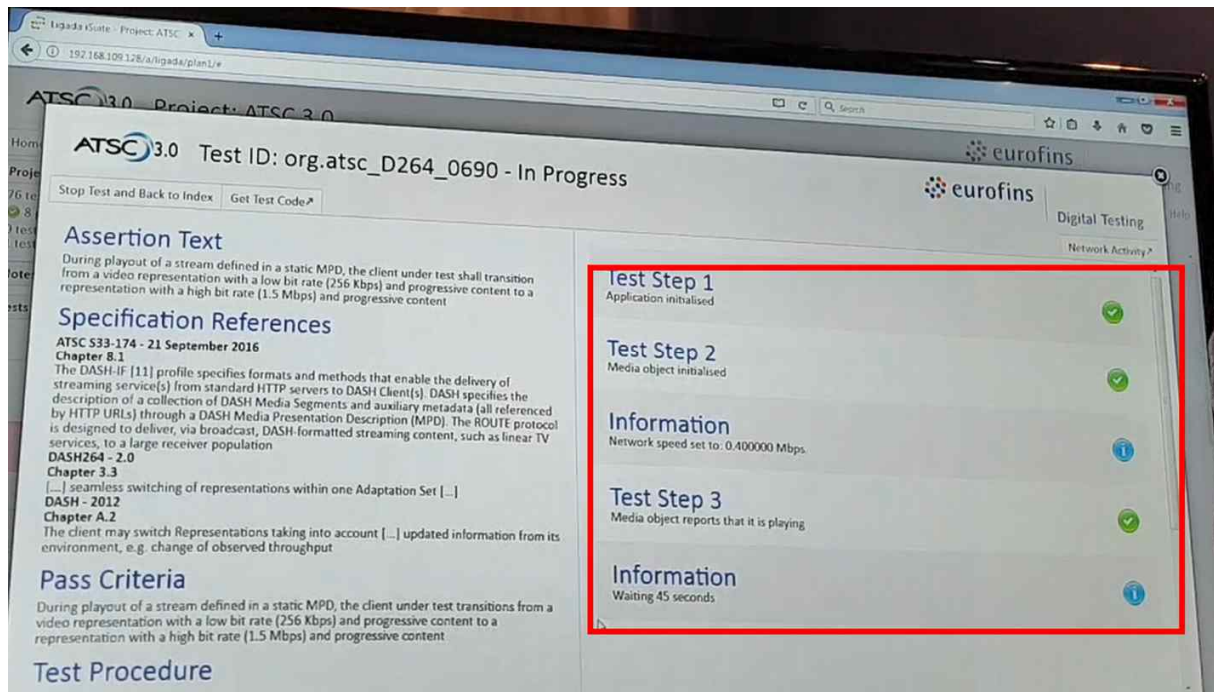 Ligada iSuite - Project: ATSC
192.168.109.128/a/ligada/plan1/#
Search
ATSC 3.0 Project: ATSC 3.0
eurofins
Home
Help
ATSC 3.0 Test ID: org.atsc_D264_0690 - In Progress
eurofins
Digital Testing
Stop Test and Back to Index
Get Test Code
Network Activity
Assertion Text
During playout of a stream defined in a static MPD, the client under test shall transition
from a video representation with a low bit rate (256 Kbps) and progressive content to a
representation with a high bit rate (1.5 Mbps) and progressive content
Specification References
ATSC S33-174 - 21 September 2016
Chapter 8.1
The DASH-IF [11] profile specifies formats and methods that enable the delivery of
streaming service(s) from standard HTTP servers to DASH Client(s). DASH specifies the
description of a collection of DASH Media Segments and auxiliary metadata (all referenced
by HTTP URLs) through a DASH Media Presentation Description (MPD). The ROUTE protocol
is designed to deliver, via broadcast, DASH-formatted streaming content, such as linear TV
services, to a large receiver population
DASH264 - 2.0
Chapter 3.3
[...] seamless switching of representations within one Adaptation Set [...]
DASH - 2012
Chapter A.2
The client may switch Representations taking into account [...] updated information from its
environment, e.g. change of observed throughput
Pass Criteria
During playout of a stream defined in a static MPD, the client under test transitions from a
video representation with a low bit rate (256 Kbps) and progressive content to a
representation with a high bit rate (1.5 Mbps) and progressive content
Test Procedure
Test Step 1
Application initialised
Test Step 2
Media object initialised
Information
Network speed set to: 0.400000 Mbps
Test Step 3
Media object reports that it is playing
Information
Waiting 45 seconds